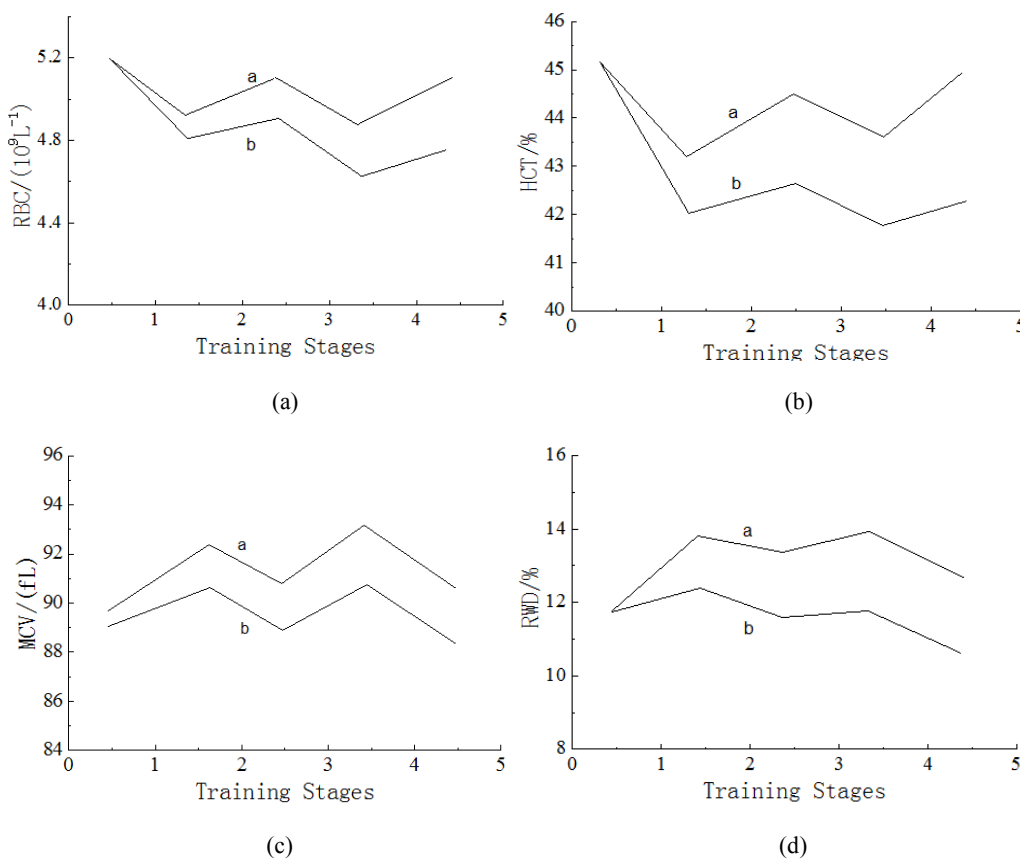 5.2
4.8
4.4
4.0
RBC/(10⁹L⁻¹)
a
b
0 1 2 3 4 5
Training Stages
(a)
46
45
44
43
42
41
40
HCT/%
a
b
0 1 2 3 4 5
Training Stages
(b)
96
94
92
90
88
86
84
MCV/(fL)
a
b
0 1 2 3 4 5
Training Stages
(c)
16
14
12
10
8
RWD/%
a
b
0 1 2 3 4 5
Training Stages
(d)